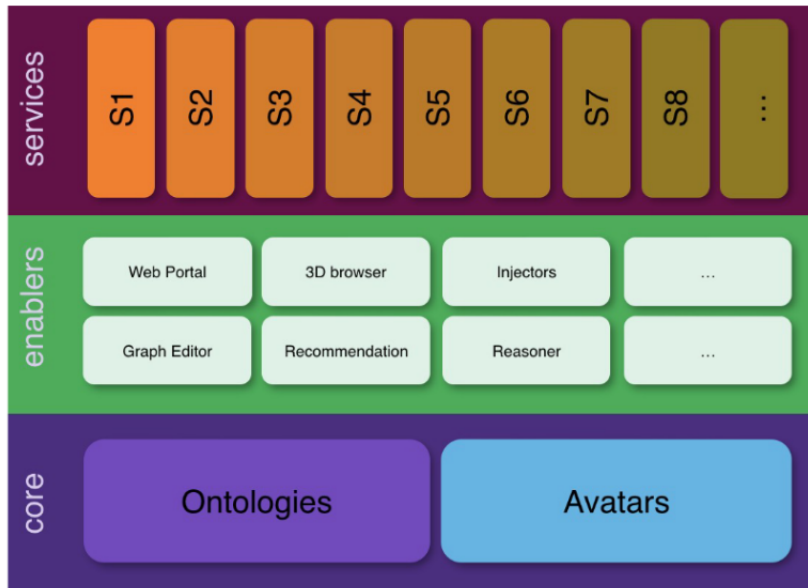 services
S1
S2
S3
S4
S5
S6
S7
S8
...
enablers
Web Portal
3D browser
Injectors
...
Graph Editor
Recommendation
Reasoner
...
core
Ontologies
Avatars